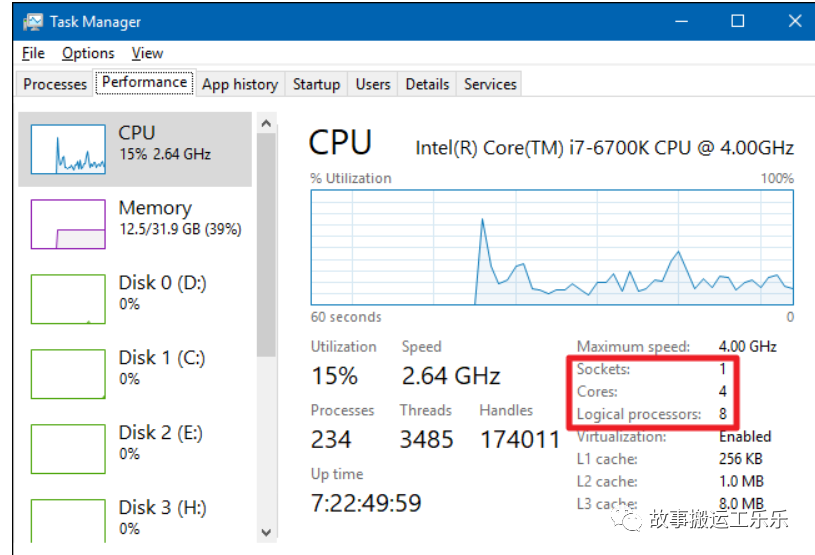 Task Manager
File Options View
Processes Performance App history Startup Users Details Services
CPU
15% 2.64 GHz
Memory
12.5/31.9 GB (39%)
Disk 0 (D:)
0%
Disk 1 (C:)
0%
Disk 2 (E:)
0%
Disk 3 (H:)
0%
CPU Intel(R) Core(TM) i7-6700K CPU @ 4.00GHz
% Utilization 100%
60 seconds 0
Utilization Speed
15% 2.64 GHz
Processes Threads Handles
234 3485 174011
Up time
7:22:49:59
Maximum speed: 4.00 GHz
Sockets: 1
Cores: 4
Logical processors: 8
Virtualization: Enabled
L1 cache: 256 KB
L2 cache: 1.0 MB
L3 cache: 8.0 MB
故事搬运工乐乐